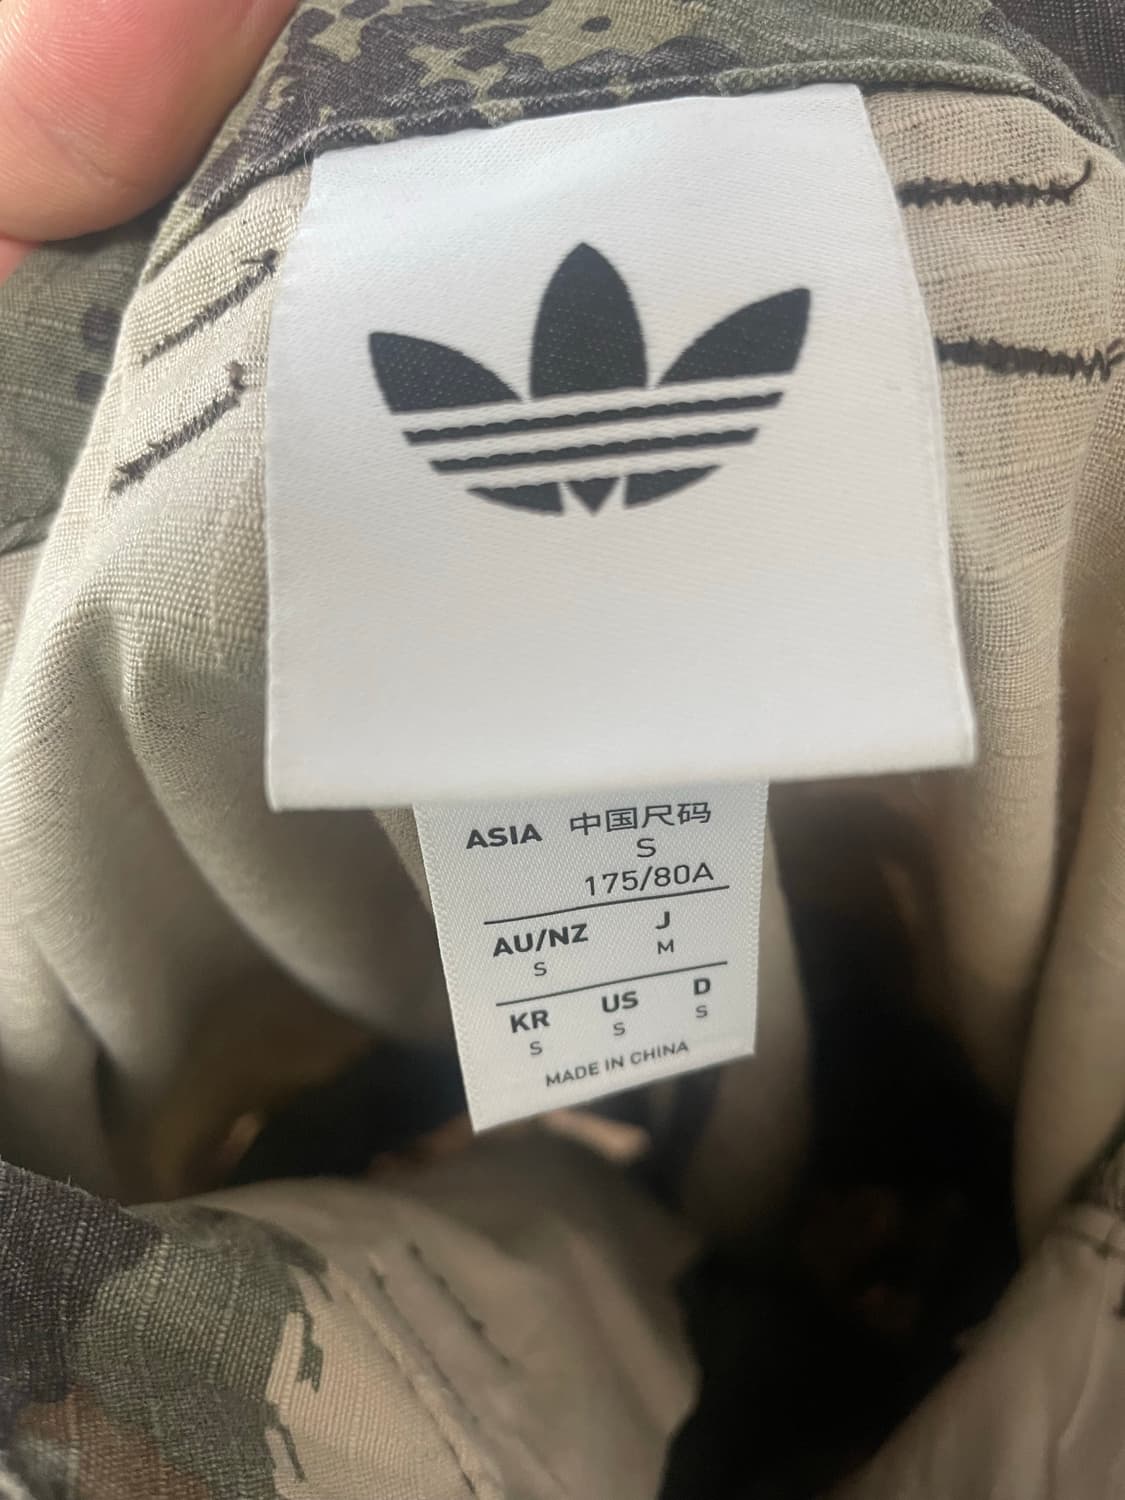 ASIA 中国尺码
S
175/80A
AU/NZ J
S M
KR US D
S S S
MADE IN CHINA